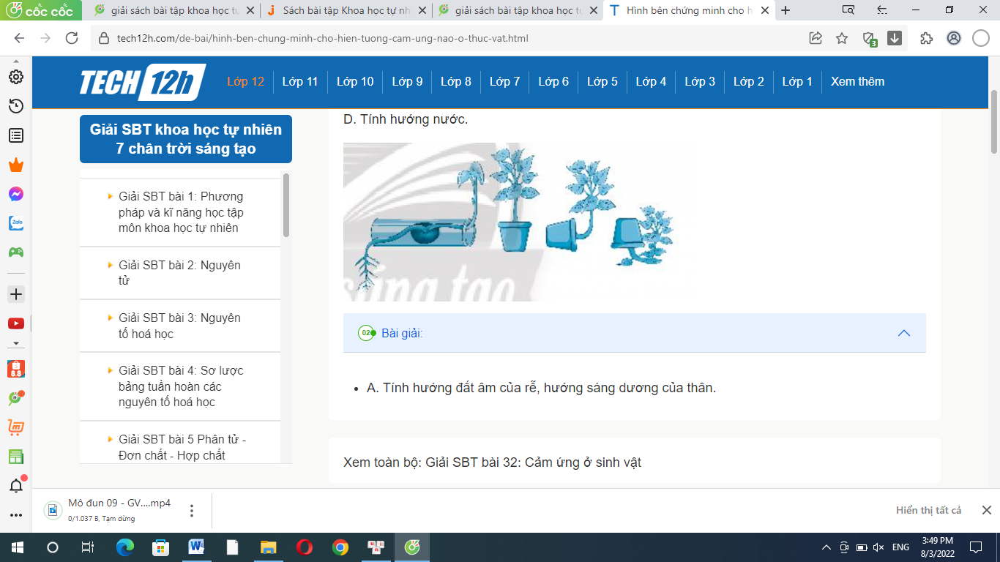 cốc cốc
giải sách bài tập khoa học tự
Sách bài tập Khoa học tự nh
giải sách bài tập khoa học tự
Hình bên chứng minh cho h
tech12h.com/de-bai/hinh-ben-chung-minh-cho-hien-tuong-cam-ung-nao-o-thuc-vat.html
3
TECH 12h
Lớp 12
Lớp 11
Lớp 10
Lớp 9
Lớp 8
Lớp 7
Lớp 6
Lớp 5
Lớp 4
Lớp 3
Lớp 2
Lớp 1
Xem thêm
Zalo
8.8
Giải SBT khoa học tự nhiên
7 chân trời sáng tạo
Giải SBT bài 1: Phương
pháp và kĩ năng học tập
môn khoa học tự nhiên
Giải SBT bài 2: Nguyên
tử
Giải SBT bài 3: Nguyên
tố hoá học
Giải SBT bài 4: Sơ lược
bảng tuần hoàn các
nguyên tố hoá học
Giải SBT bài 5 Phân tử -
Đơn chất - Hợp chất
D. Tính hướng nước.
sáng tạo
02
Bài giải:
A. Tính hướng đất âm của rễ, hướng sáng dương của thân.
Xem toàn bộ: Giải SBT bài 32: Cảm ứng ở sinh vật
Mô đun 09 - GV....mp4
0/1.037 B, Tạm dừng
Hiển thị tất cả
ENG
3:49 PM
8/3/2022